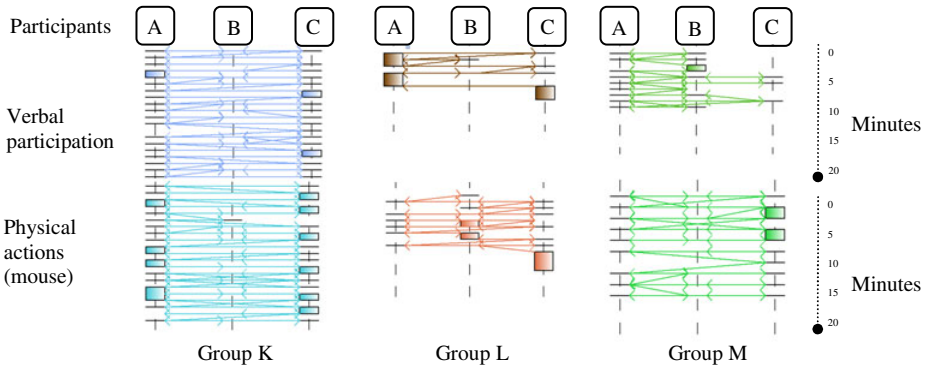 Participants A B C A B C A B C
0
5
Verbal
10
Minutes
participation
15
20
0
Physical
5
actions
10
Minutes
(mouse)
15
20
Group K Group L Group M